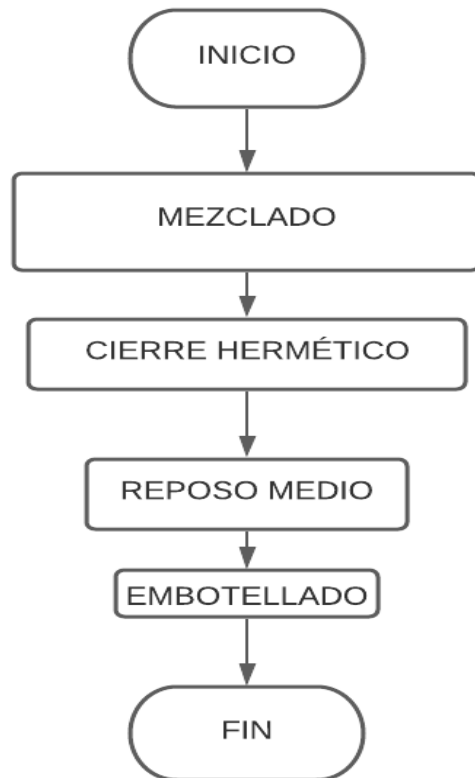 INICIO
MEZCLADO
CIERRE HERMÉTICO
REPOSO MEDIO
EMBOTELLADO
FIN